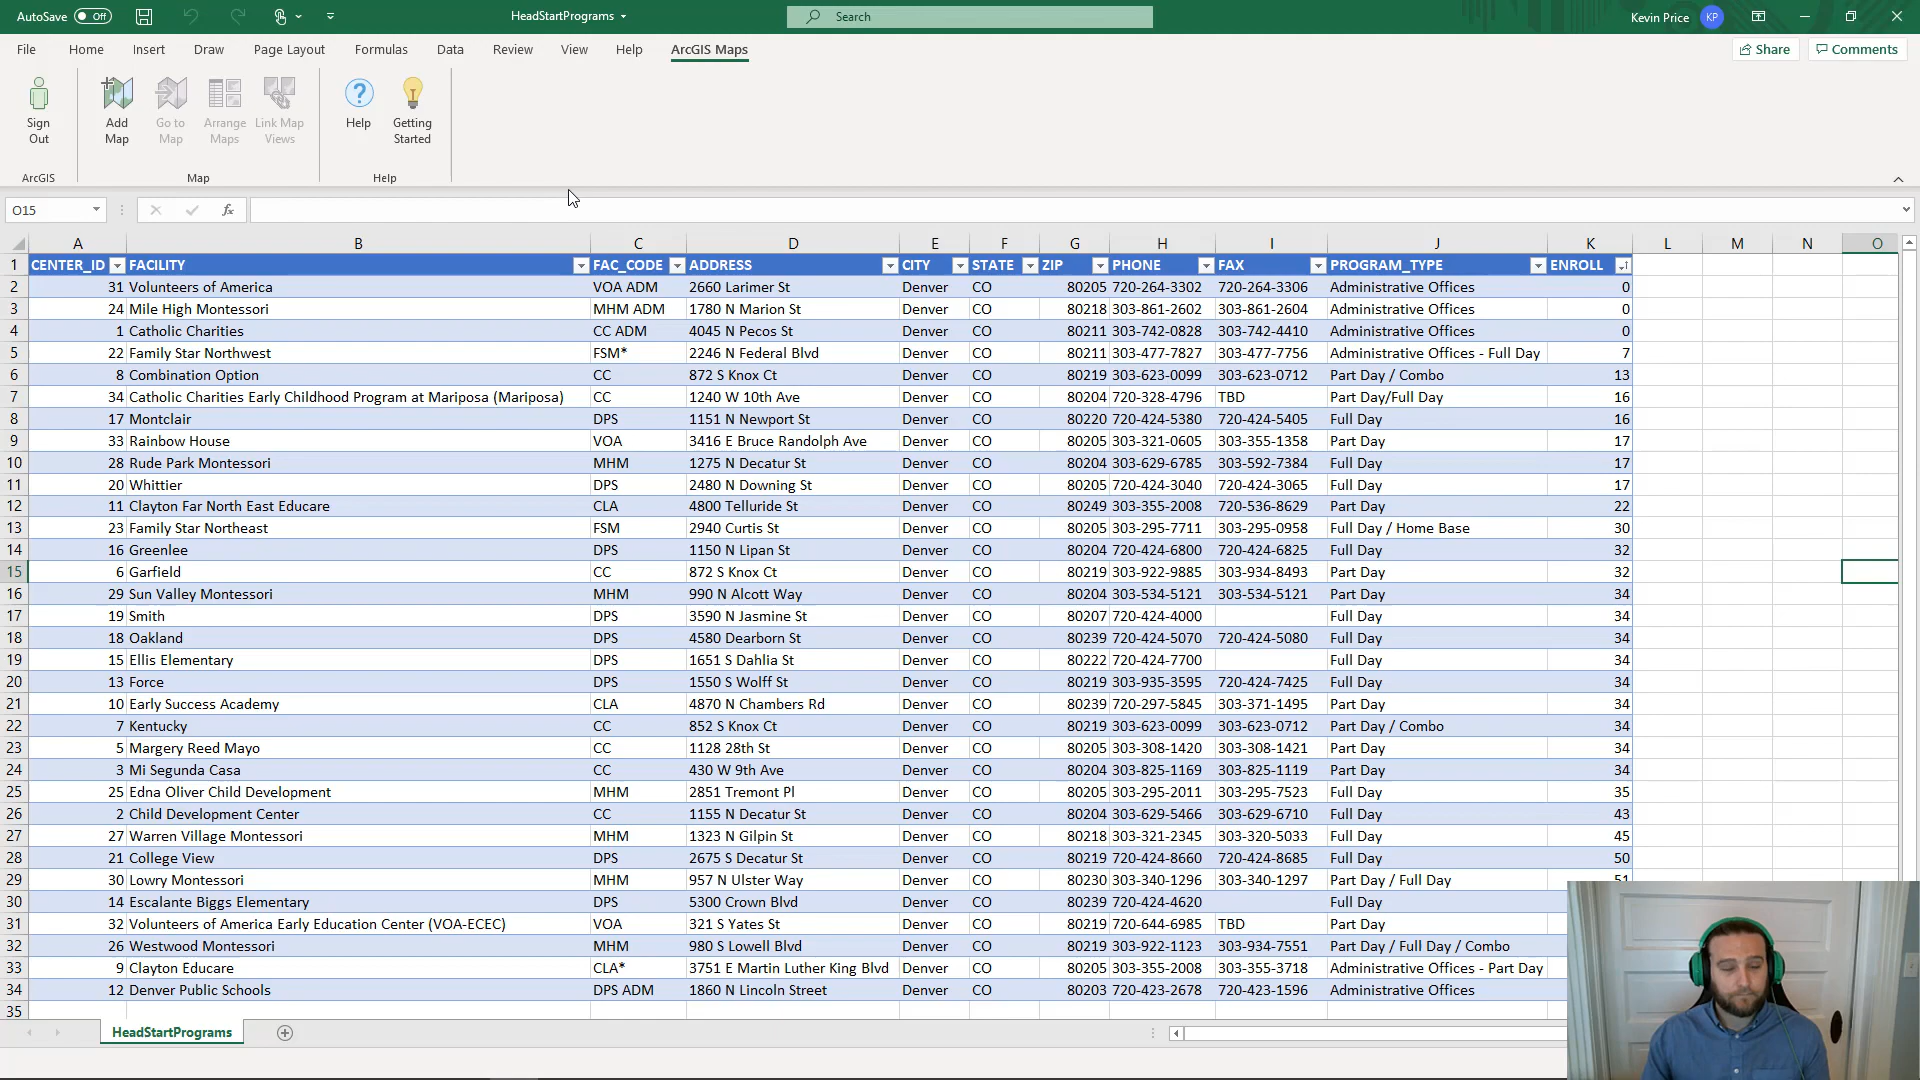 AutoSave Off HeadStartPrograms Search Kevin Price KP
File Home Insert Draw Page Layout Formulas Data Review View Help ArcGIS Maps Share Comments
Sign Out Add Map Go to Map Arrange Maps Link Map Views Help Getting Started
ArcGIS Map Help
O15 fx
A B C D E F G H I J K L M N O
1 CENTER_ID FACILITY FAC_CODE ADDRESS CITY STATE ZIP PHONE FAX PROGRAM_TYPE ENROLL
2 31 Volunteers of America VOA ADM 2660 Larimer St Denver CO 80205 720-264-3302 720-264-3306 Administrative Offices 0
3 24 Mile High Montessori MHM ADM 1780 N Marion St Denver CO 80218 303-861-2602 303-861-2604 Administrative Offices 0
4 1 Catholic Charities CC ADM 4045 N Pecos St Denver CO 80211 303-742-0828 303-742-4410 Administrative Offices 0
5 22 Family Star Northwest FSM* 2246 N Federal Blvd Denver CO 80211 303-477-7827 303-477-7756 Administrative Offices - Full Day 7
6 8 Combination Option CC 872 S Knox Ct Denver CO 80219 303-623-0099 303-623-0712 Part Day / Combo 13
7 34 Catholic Charities Early Childhood Program at Mariposa (Mariposa) CC 1240 W 10th Ave Denver CO 80204 720-328-4796 TBD Part Day/Full Day 16
8 17 Montclair DPS 1151 N Newport St Denver CO 80220 720-424-5380 720-424-5405 Full Day 16
9 33 Rainbow House VOA 3416 E Bruce Randolph Ave Denver CO 80205 303-321-0605 303-355-1358 Part Day 17
10 28 Rude Park Montessori MHM 1275 N Decatur St Denver CO 80204 303-629-6785 303-592-7384 Full Day 17
11 20 Whittier DPS 2480 N Downing St Denver CO 80205 720-424-3040 720-424-3065 Full Day 17
12 11 Clayton Far North East Educare CLA 4800 Telluride St Denver CO 80249 303-355-2008 720-536-8629 Part Day 22
13 23 Family Star Northeast FSM 2940 Curtis St Denver CO 80205 303-295-7711 303-295-0958 Full Day / Home Base 30
14 16 Greenlee DPS 1150 N Lipan St Denver CO 80204 720-424-6800 720-424-6825 Full Day 32
15 6 Garfield CC 872 S Knox Ct Denver CO 80219 303-922-9885 303-934-8493 Part Day 32
16 29 Sun Valley Montessori MHM 990 N Alcott Way Denver CO 80204 303-534-5121 303-534-5121 Part Day 34
17 19 Smith DPS 3590 N Jasmine St Denver CO 80207 720-424-4000 Full Day 34
18 18 Oakland DPS 4580 Dearborn St Denver CO 80239 720-424-5070 720-424-5080 Full Day 34
19 15 Ellis Elementary DPS 1651 S Dahlia St Denver CO 80222 720-424-7700 Full Day 34
20 13 Force DPS 1550 S Wolff St Denver CO 80219 303-935-3595 720-424-7425 Full Day 34
21 10 Early Success Academy CLA 4870 N Chambers Rd Denver CO 80239 720-297-5845 303-371-1495 Part Day 34
22 7 Kentucky CC 852 S Knox Ct Denver CO 80219 303-623-0099 303-623-0712 Part Day / Combo 34
23 5 Margery Reed Mayo CC 1128 28th St Denver CO 80205 303-308-1420 303-308-1421 Part Day 34
24 3 Mi Segunda Casa CC 430 W 9th Ave Denver CO 80204 303-825-1169 303-825-1119 Part Day 34
25 25 Edna Oliver Child Development MHM 2851 Tremont Pl Denver CO 80205 303-295-2011 303-295-7523 Full Day 35
26 2 Child Development Center CC 1155 N Decatur St Denver CO 80204 303-629-5466 303-629-6710 Full Day 43
27 27 Warren Village Montessori MHM 1323 N Gilpin St Denver CO 80218 303-321-2345 303-320-5033 Full Day 45
28 21 College View DPS 2675 S Decatur St Denver CO 80219 720-424-8660 720-424-8685 Full Day 50
29 30 Lowry Montessori MHM 957 N Ulster Way Denver CO 80230 303-340-1296 303-340-1297 Part Day / Full Day 51
30 14 Escalante Biggs Elementary DPS 5300 Crown Blvd Denver CO 80239 720-424-4620 Full Day
31 32 Volunteers of America Early Education Center (VOA-ECEC) VOA 321 S Yates St Denver CO 80219 720-644-6985 TBD Part Day
32 26 Westwood Montessori MHM 980 S Lowell Blvd Denver CO 80219 303-922-1123 303-934-7551 Part Day / Full Day / Combo
33 9 Clayton Educare CLA* 3751 E Martin Luther King Blvd Denver CO 80205 303-355-2008 303-355-3718 Administrative Offices - Part Day
34 12 Denver Public Schools DPS ADM 1860 N Lincoln Street Denver CO 80203 720-423-2678 720-423-1596 Administrative Offices
35
HeadStartPrograms